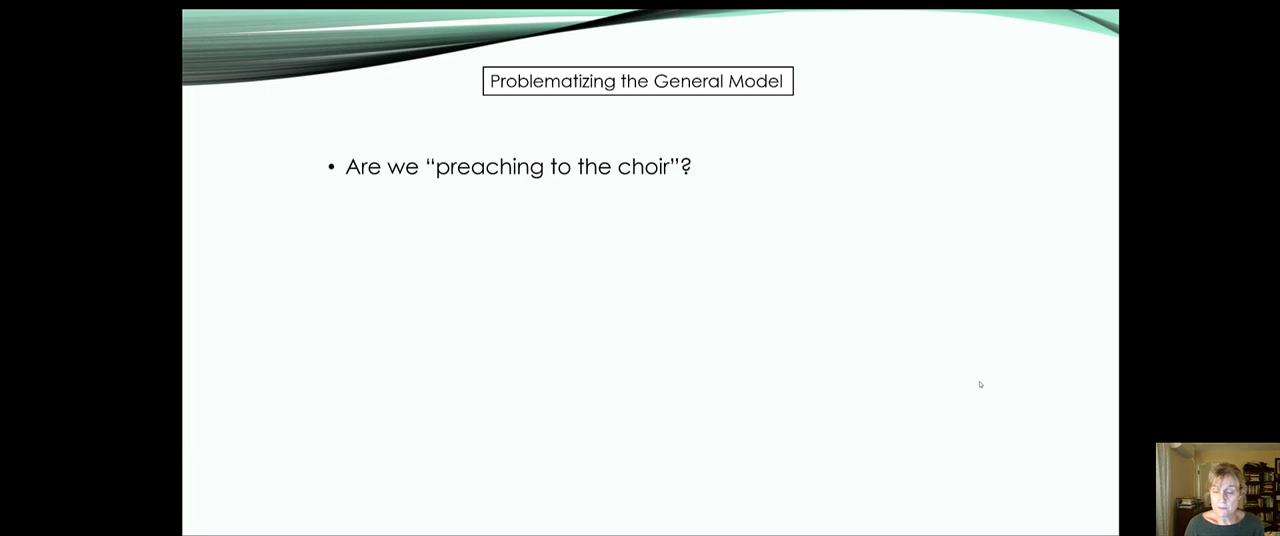 Problematizing the General Model
• Are we “preaching to the choir”?